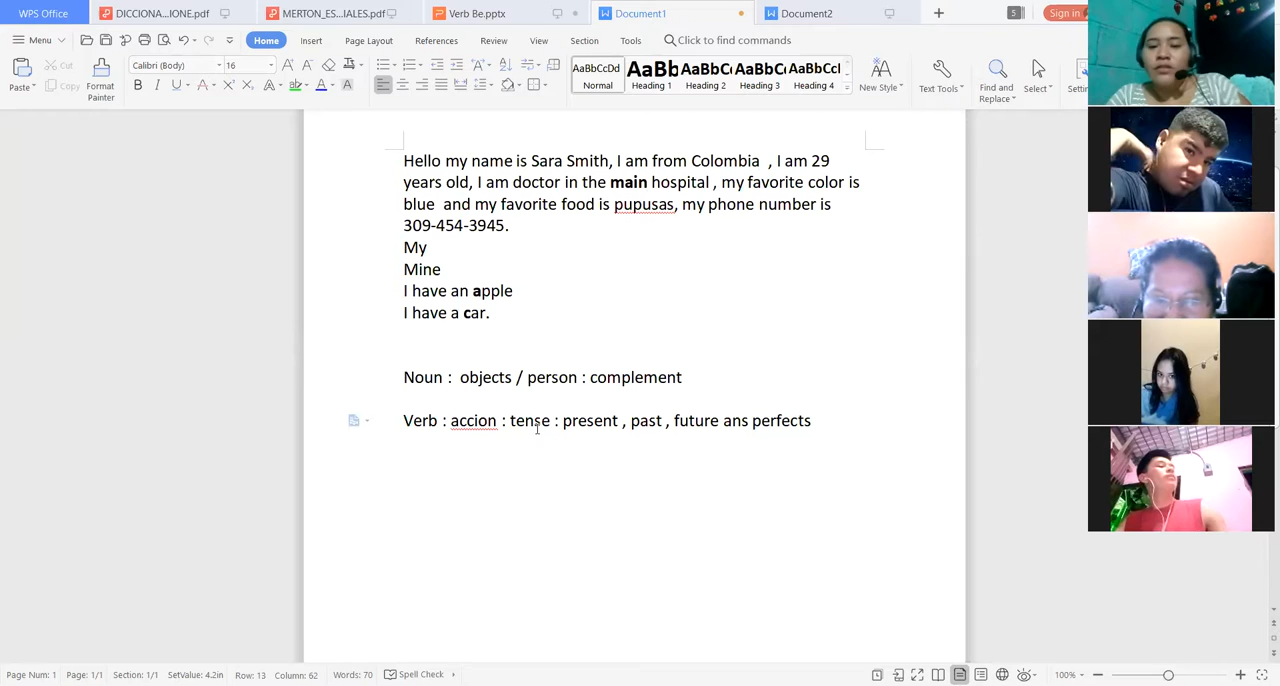 WPS Office
DICCIONA...IONE.pdf
MERTON_ES...IALES.pdf
Verb Be.pptx
Document1
Document2
5
Sign in
Menu
Home
Insert
Page Layout
References
Review
View
Section
Tools
Click to find commands
Calibri (Body)
16
Paste
Cut
Copy
Format
Painter
B I U A A A
AaBbCcDd
Normal
AaBb
Heading 1
AaBbC
Heading 2
AaBbC
Heading 3
AaBbCcI
Heading 4
New Style
Text Tools
Find and
Replace
Select
Hello my name is Sara Smith, I am from Colombia , I am 29
years old, I am doctor in the main hospital , my favorite color is
blue and my favorite food is pupusas, my phone number is
309-454-3945.
My
Mine
I have an apple
I have a car.
Noun : objects / person : complement
Verb : accion : tense : present , past , future ans perfects
Page Num: 1 Page: 1/1 Section: 1/1 SetValue: 4.2in Row: 13 Column: 62 Words: 70 Spell Check 100%